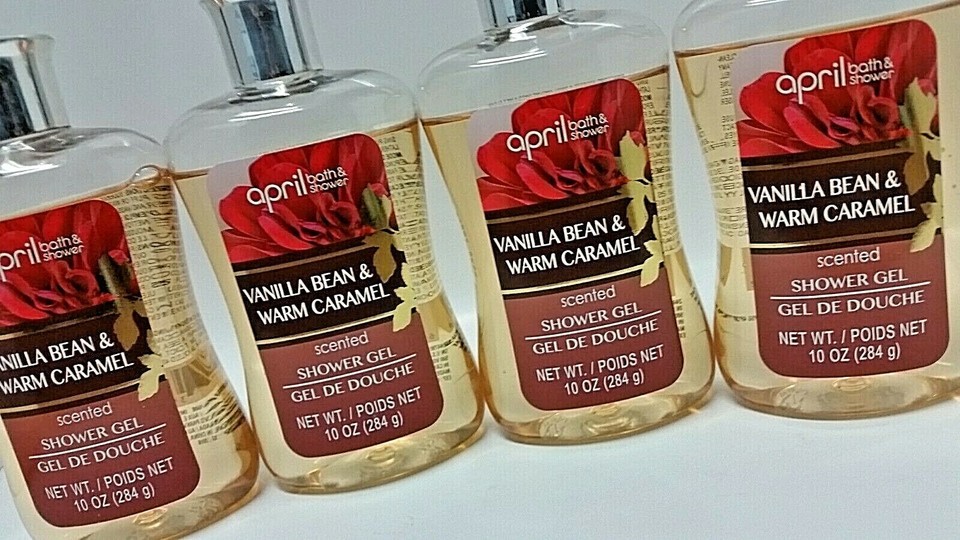 pril bath &
shower
NILLA BEAN &
WARM CARAMEL
scented
SHOWER GEL
GEL DE DOUCHE
NET WT. / POIDS NET
10 OZ (284 g)
april bath &
shower
VANILLA BEAN &
WARM CARAMEL
scented
SHOWER GEL
GEL DE DOUCHE
NET WT. / POIDS NET
10 OZ (284 g)
april bath &
shower
VANILLA BEAN &
WARM CARAMEL
scented
SHOWER GEL
GEL DE DOUCHE
NET WT. / POIDS NET
10 OZ (284 g)
april bath &
shower
VANILLA BEAN &
WARM CARAMEL
scented
SHOWER GEL
GEL DE DOUCHE
NET WT. / POIDS NET
10 OZ (284 g)